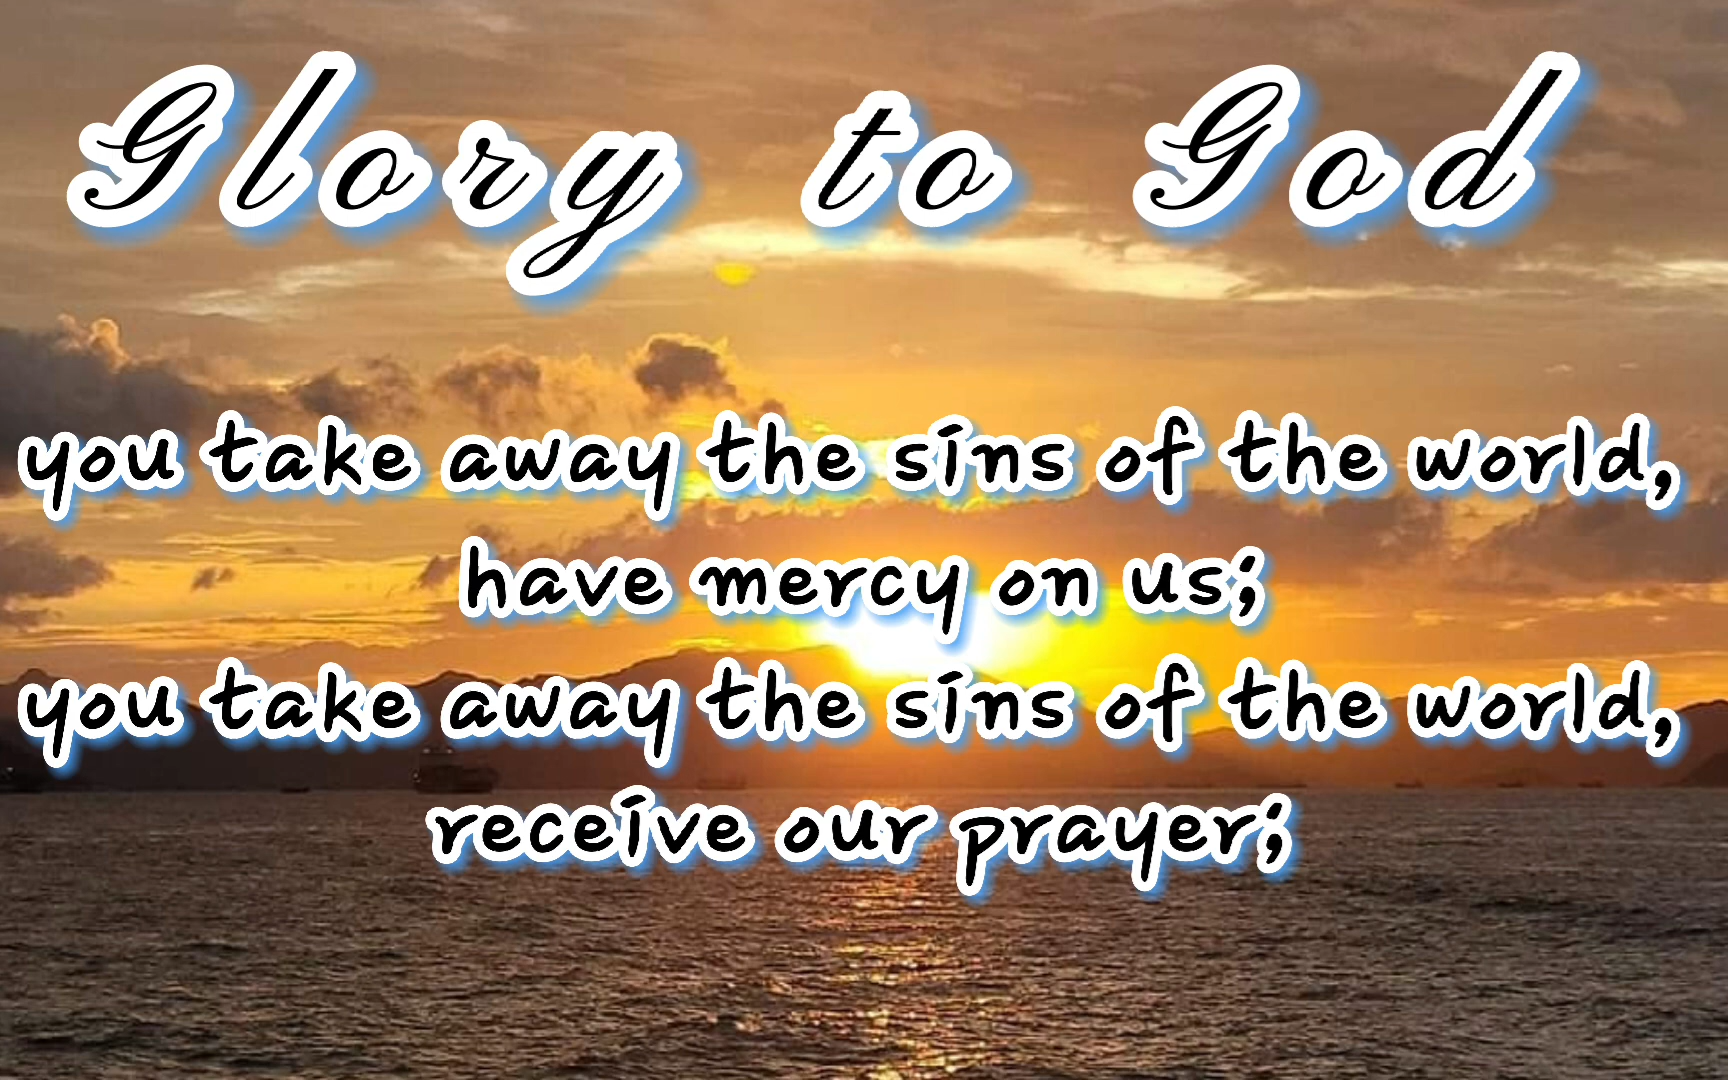 Glory to God
you take away the sins of the world,
have mercy on us;
you take away the sins of the world,
receive our prayer;